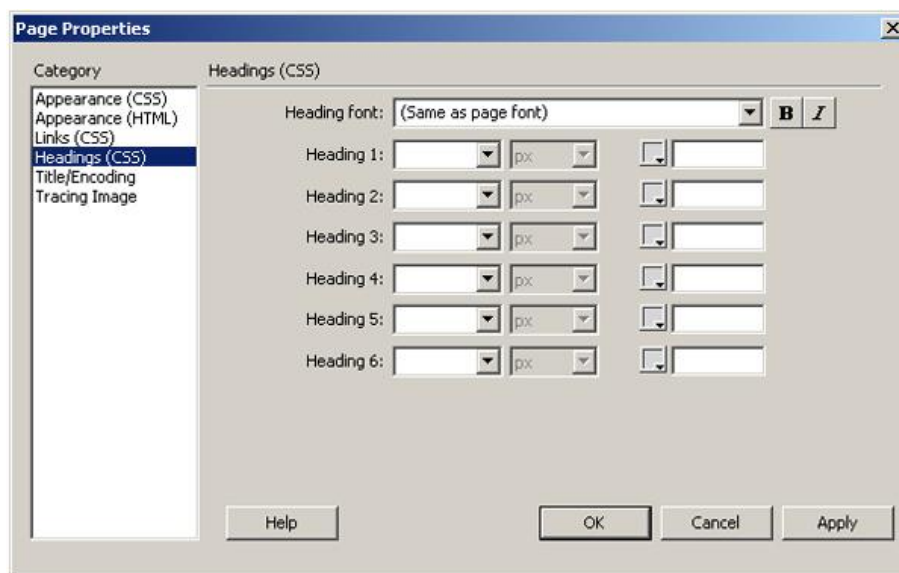 Page Properties
Category
Headings (CSS)
Appearance (CSS)
Appearance (HTML)
Links (CSS)
Headings (CSS)
Title/Encoding
Tracing Image
Heading font: (Same as page font) B I
Heading 1: px
Heading 2: px
Heading 3: px
Heading 4: px
Heading 5: px
Heading 6: px
Help OK Cancel Apply